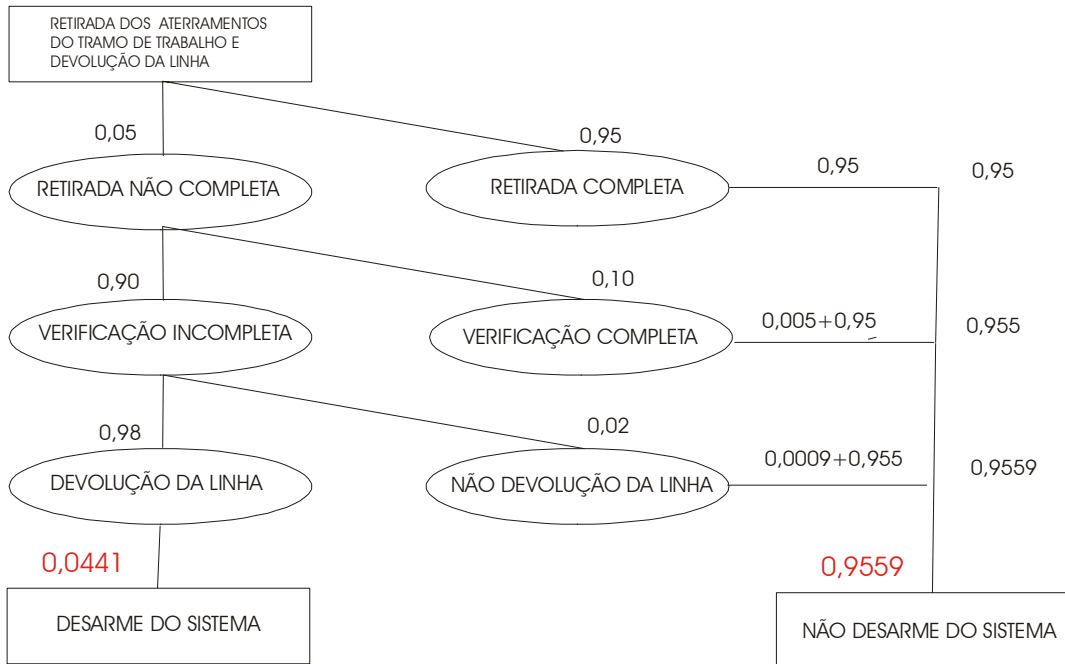 RETIRADA DOS ATERRAMENTOS
DO TRAMO DE TRABALHO E
DEVOLUÇÃO DA LINHA
0,05
0,95
RETIRADA NÃO COMPLETA
RETIRADA COMPLETA
0,95
0,95
0,90
0,10
VERIFICAÇÃO INCOMPLETA
VERIFICAÇÃO COMPLETA
0,005+0,95
0,955
0,98
0,02
DEVOLUÇÃO DA LINHA
NÃO DEVOLUÇÃO DA LINHA
0,0009+0,955
0,9559
0,0441
0,9559
DESARME DO SISTEMA
NÃO DESARME DO SISTEMA